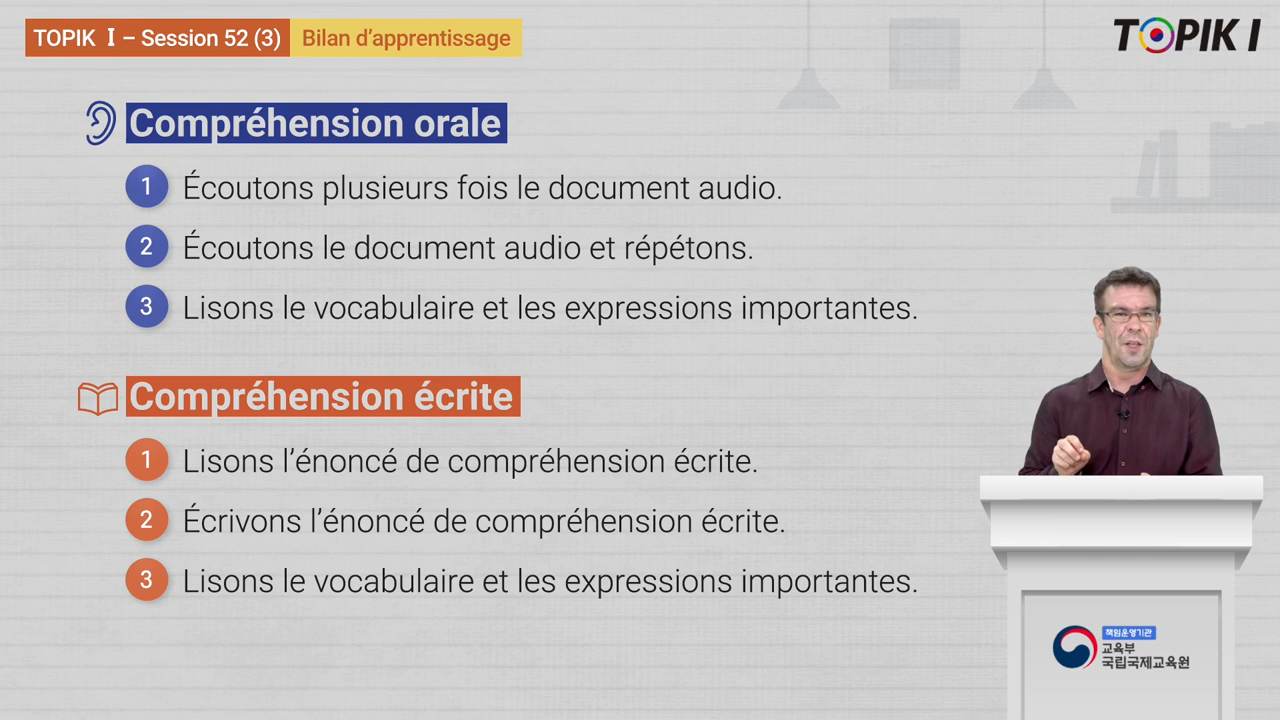 TOPIK Ⅰ – Session 52 (3) Bilan d’apprentissage
TOPIK I
Compréhension orale
1 Écoutons plusieurs fois le document audio.
2 Écoutons le document audio et répétons.
3 Lisons le vocabulaire et les expressions importantes.
Compréhension écrite
1 Lisons l’énoncé de compréhension écrite.
2 Écrivons l’énoncé de compréhension écrite.
3 Lisons le vocabulaire et les expressions importantes.
책임운영기관
교육부
국립국제교육원